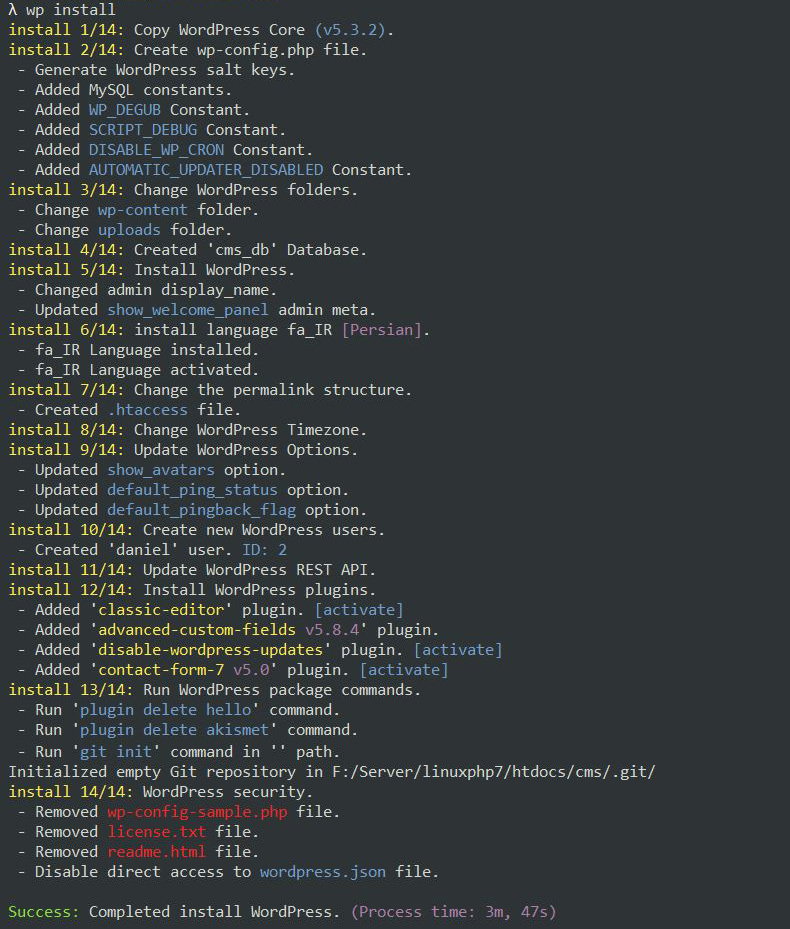 λ wp install
install 1/14: Copy WordPress Core (v5.3.2).
install 2/14: Create wp-config.php file.
- Generate WordPress salt keys.
- Added MySQL constants.
- Added WP_DEGUB Constant.
- Added SCRIPT_DEBUG Constant.
- Added DISABLE_WP_CRON Constant.
- Added AUTOMATIC_UPDATER_DISABLED Constant.
install 3/14: Change WordPress folders.
- Change wp-content folder.
- Change uploads folder.
install 4/14: Created 'cms_db' Database.
install 5/14: Install WordPress.
- Changed admin display_name.
- Updated show_welcome_panel admin meta.
install 6/14: install language fa_IR [Persian].
- fa_IR Language installed.
- fa_IR Language activated.
install 7/14: Change the permalink structure.
- Created .htaccess file.
install 8/14: Change WordPress Timezone.
install 9/14: Update WordPress Options.
- Updated show_avatars option.
- Updated default_ping_status option.
- Updated default_pingback_flag option.
install 10/14: Create new WordPress users.
- Created 'daniel' user. ID: 2
install 11/14: Update WordPress REST API.
install 12/14: Install WordPress plugins.
- Added 'classic-editor' plugin. [activate]
- Added 'advanced-custom-fields v5.8.4' plugin.
- Added 'disable-wordpress-updates' plugin. [activate]
- Added 'contact-form-7 v5.0' plugin. [activate]
install 13/14: Run WordPress package commands.
- Run 'plugin delete hello' command.
- Run 'plugin delete akismet' command.
- Run 'git init' command in '' path.
Initialized empty Git repository in F:/Server/linuxphp7/htdocs/cms/.git/
install 14/14: WordPress security.
- Removed wp-config-sample.php file.
- Removed license.txt file.
- Removed readme.html file.
- Disable direct access to wordpress.json file.
Success: Completed install WordPress. (Process time: 3m, 47s)